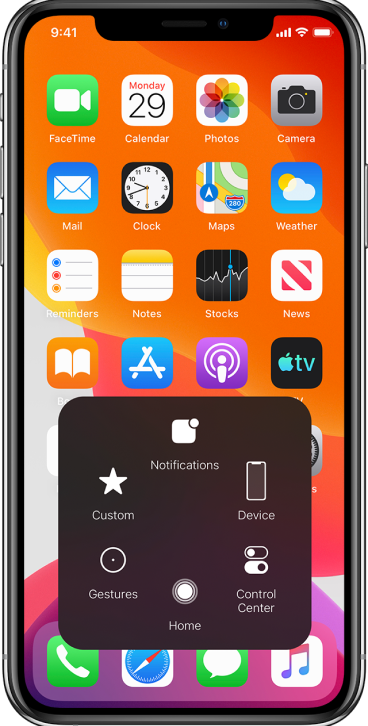 9:41
Monday
29
FaceTime
Calendar
Photos
Camera
Mail
Clock
Maps
Weather
280
Reminders
Notes
Stocks
News
tv
Notifications
Custom
Device
Gestures
Control
Center
Home